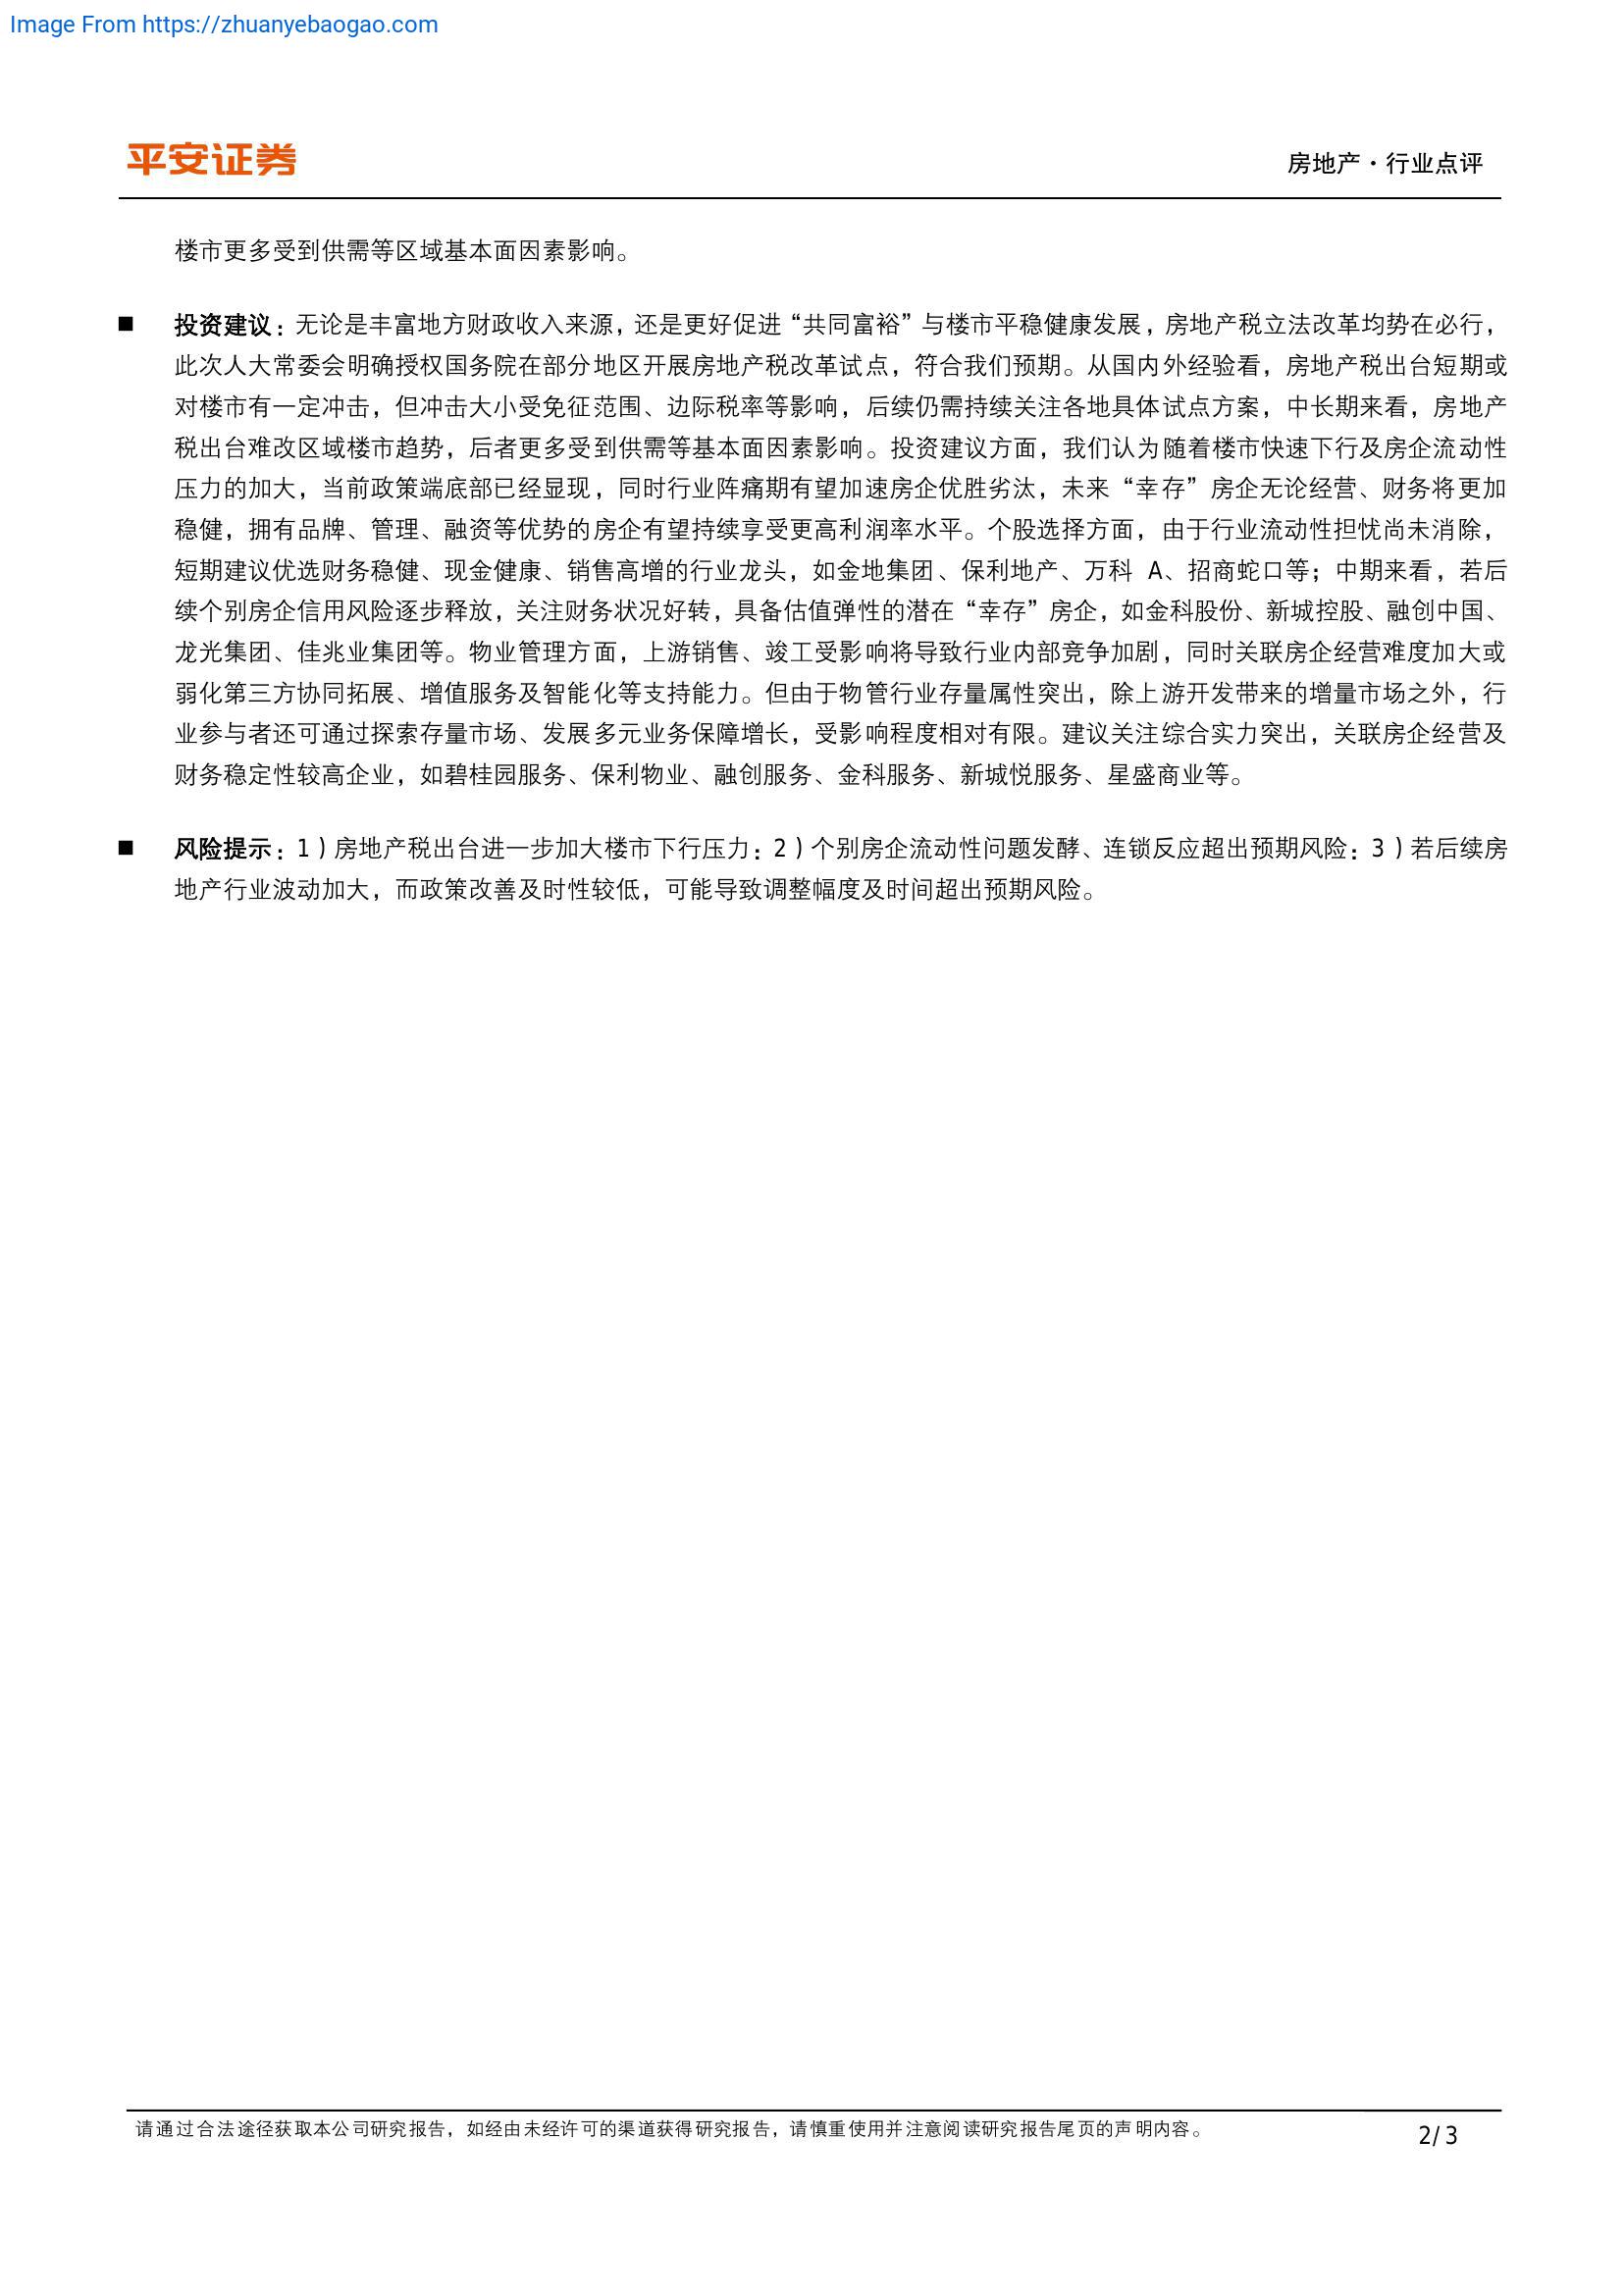 Image From https://zhuanyebaogao.com
平安证券
房地产·行业点评
楼市更多受到供需等区域基本面因素影响。
■ 投资建议：无论是丰富地方财政收入来源，还是更好促进“共同富裕”与楼市平稳健康发展，房地产税立法改革均势在必行，
此次人大常委会明确授权国务院在部分地区开展房地产税改革试点，符合我们预期。从国内外经验看，房地产税出台短期或
对楼市有一定冲击，但冲击大小受免征范围、边际税率等影响，后续仍需持续关注各地具体试点方案，中长期来看，房地产
税出台难改区域楼市趋势，后者更多受到供需等基本面因素影响。投资建议方面，我们认为随着楼市快速下行及房企流动性
压力的加大，当前政策端底部已经显现，同时行业阵痛期有望加速房企优胜劣汰，未来“幸存”房企无论经营、财务将更加
稳健，拥有品牌、管理、融资等优势的房企有望持续享受更高利润率水平。个股选择方面，由于行业流动性担忧尚未消除，
短期建议优选财务稳健、现金健康、销售高增的行业龙头，如金地集团、保利地产、万科 A、招商蛇口等；中期来看，若后
续个别房企信用风险逐步释放，关注财务状况好转，具备估值弹性的潜在“幸存”房企，如金科股份、新城控股、融创中国、
龙光集团、佳兆业集团等。物业管理方面，上游销售、竣工受影响将导致行业内部竞争加剧，同时关联房企经营难度加大或
弱化第三方协同拓展、增值服务及智能化等支持能力。但由于物管行业存量属性突出，除上游开发带来的增量市场之外，行
业参与者还可通过探索存量市场、发展多元业务保障增长，受影响程度相对有限。建议关注综合实力突出，关联房企经营及
财务稳定性较高企业，如碧桂园服务、保利物业、融创服务、金科服务、新城悦服务、星盛商业等。
■ 风险提示：1）房地产税出台进一步加大楼市下行压力；2）个别房企流动性问题发酵、连锁反应超出预期风险；3）若后续房
地产行业波动加大，而政策改善及时性较低，可能导致调整幅度及时间超出预期风险。
请通过合法途径获取本公司研究报告，如经由未经许可的渠道获得研究报告，请慎重使用并注意阅读研究报告尾页的声明内容。
2/ 3